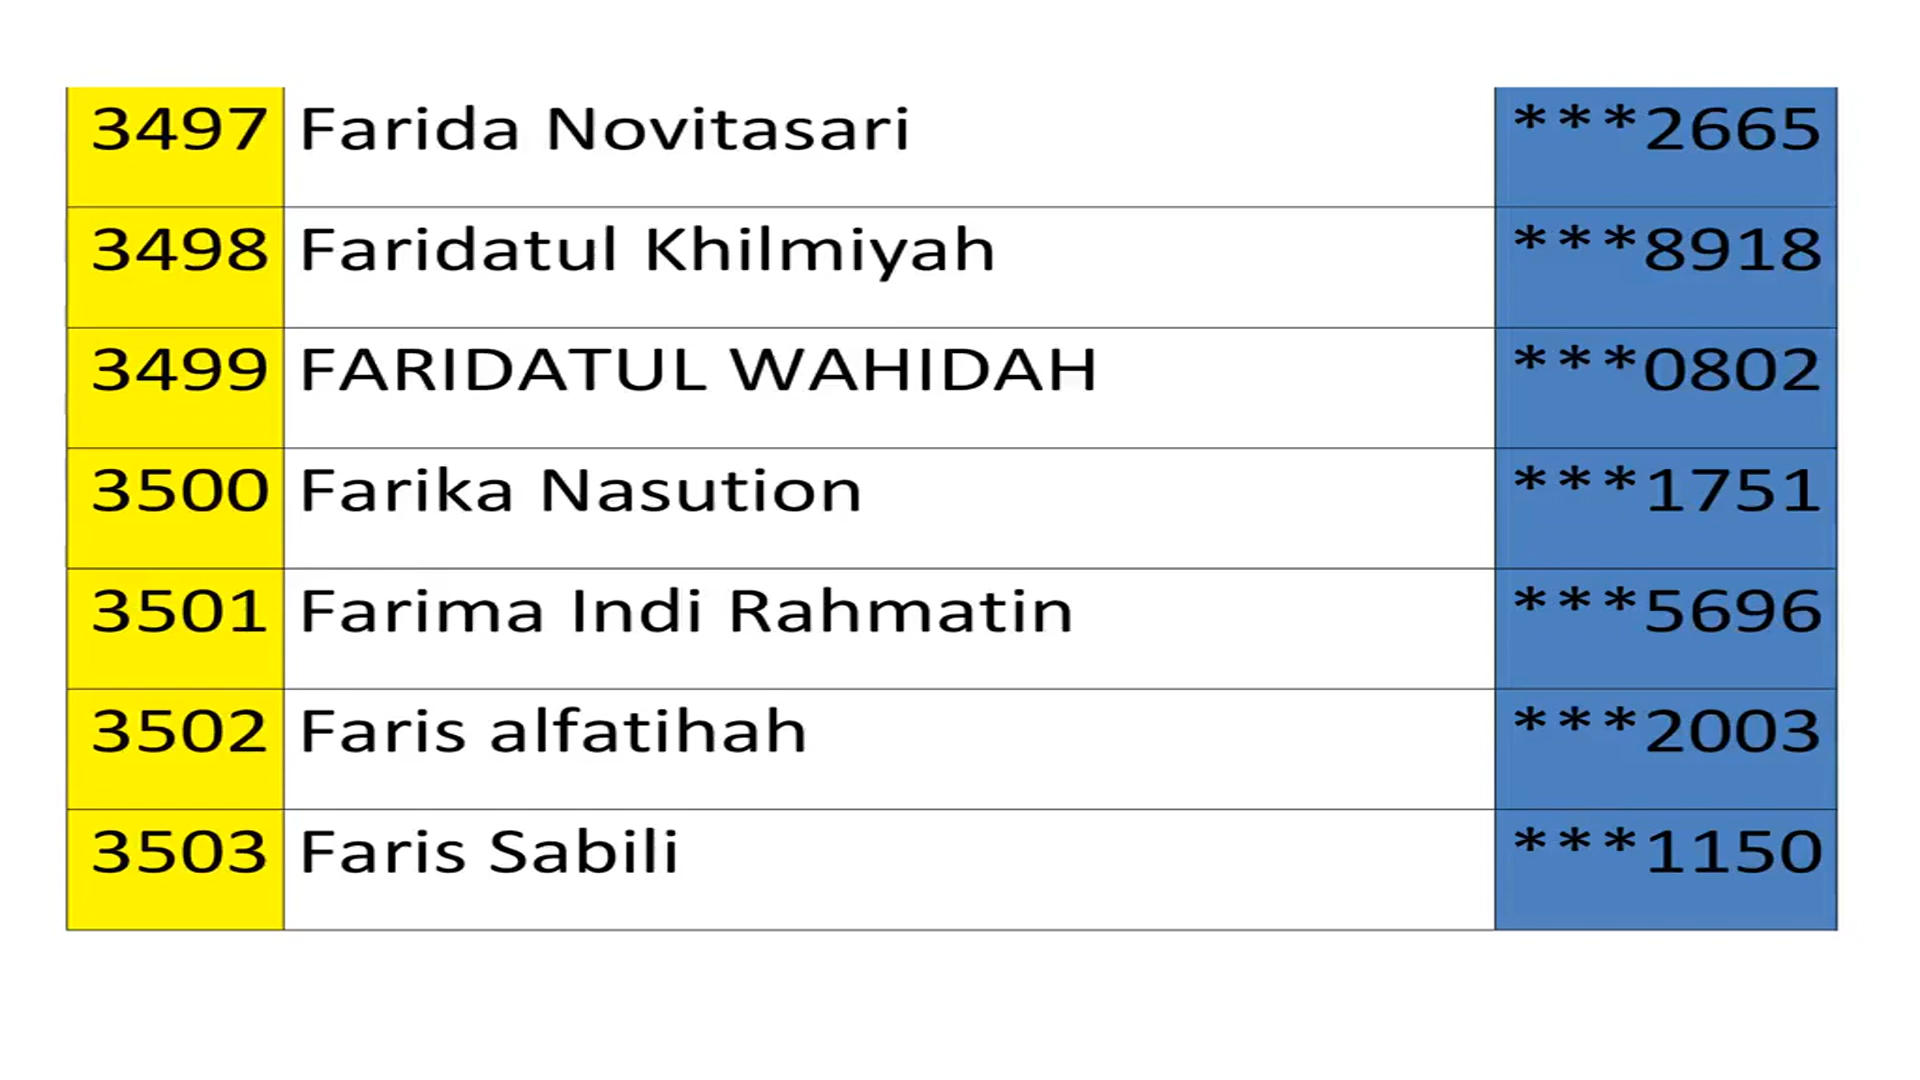 3497 Farida Novitasari ***2665
3498 Faridatul Khilmiyah ***8918
3499 FARIDATUL WAHIDAH ***0802
3500 Farika Nasution ***1751
3501 Farima Indi Rahmatin ***5696
3502 Faris alfatihah ***2003
3503 Faris Sabili ***1150